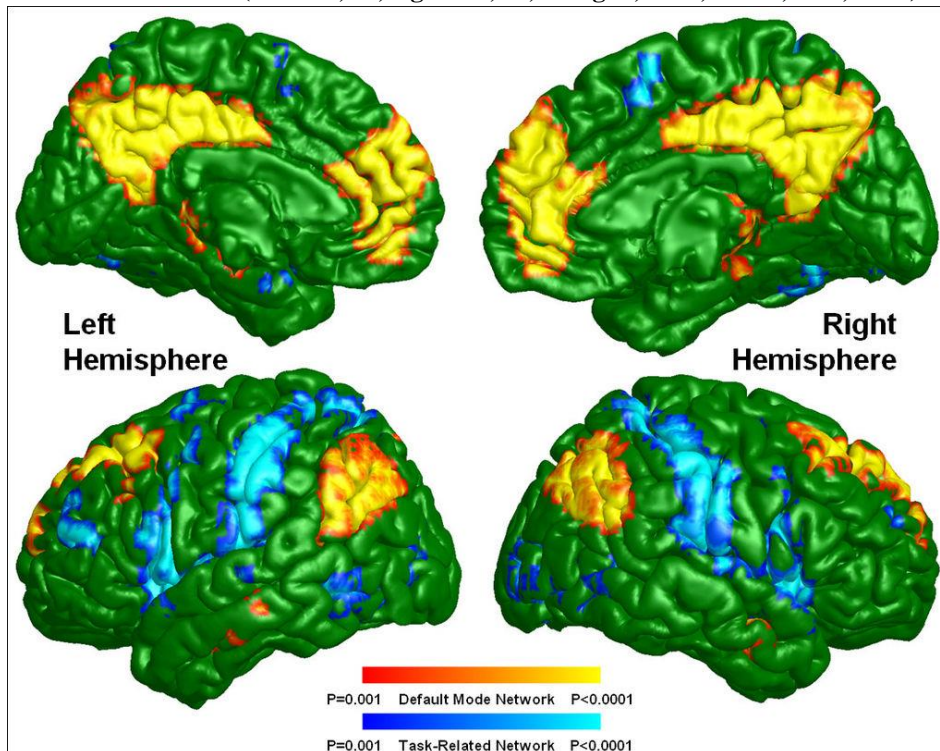 Left
Hemisphere
Right
Hemisphere
P=0.001 Default Mode Network P<0.0001
P=0.001 Task-Related Network P<0.0001